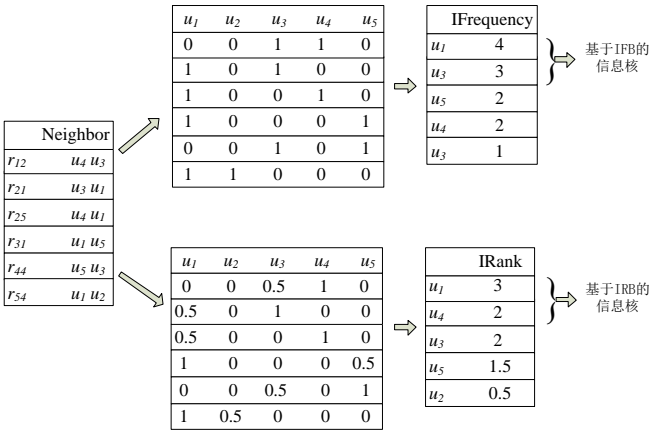 Neighbor
r12 u4 u3
r21 u3 u1
r25 u4 u1
r31 u1 u5
r44 u5 u3
r54 u1 u2
u1 u2 u3 u4 u5
0 0 1 1 0
1 0 1 0 0
1 0 0 1 0
1 0 0 0 1
0 0 1 0 1
1 1 0 0 0
IFrequency
u1 4
u3 3
u5 2
u4 2
u3 1
基于IFB的
信息核
u1 u2 u3 u4 u5
0 0 0.5 1 0
0.5 0 1 0 0
0.5 0 0 1 0
1 0 0 0 0.5
0 0 0.5 0 1
1 0.5 0 0 0
IRank
u1 3
u4 2
u3 2
u5 1.5
u2 0.5
基于IRB的
信息核